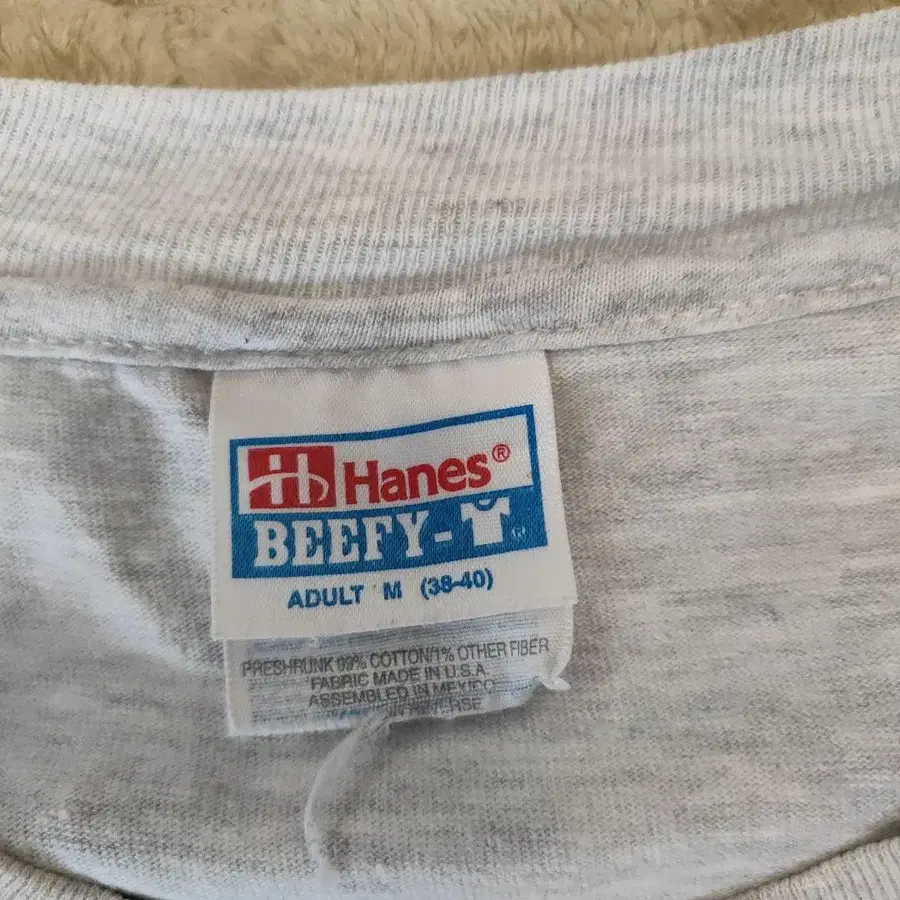 Hanes®
BEEFY-T®
ADULT M (38-40)
PRESHRUNK 99% COTTON/1% OTHER FIBER
FABRIC MADE IN U.S.A.
ASSEMBLED IN MEXICO